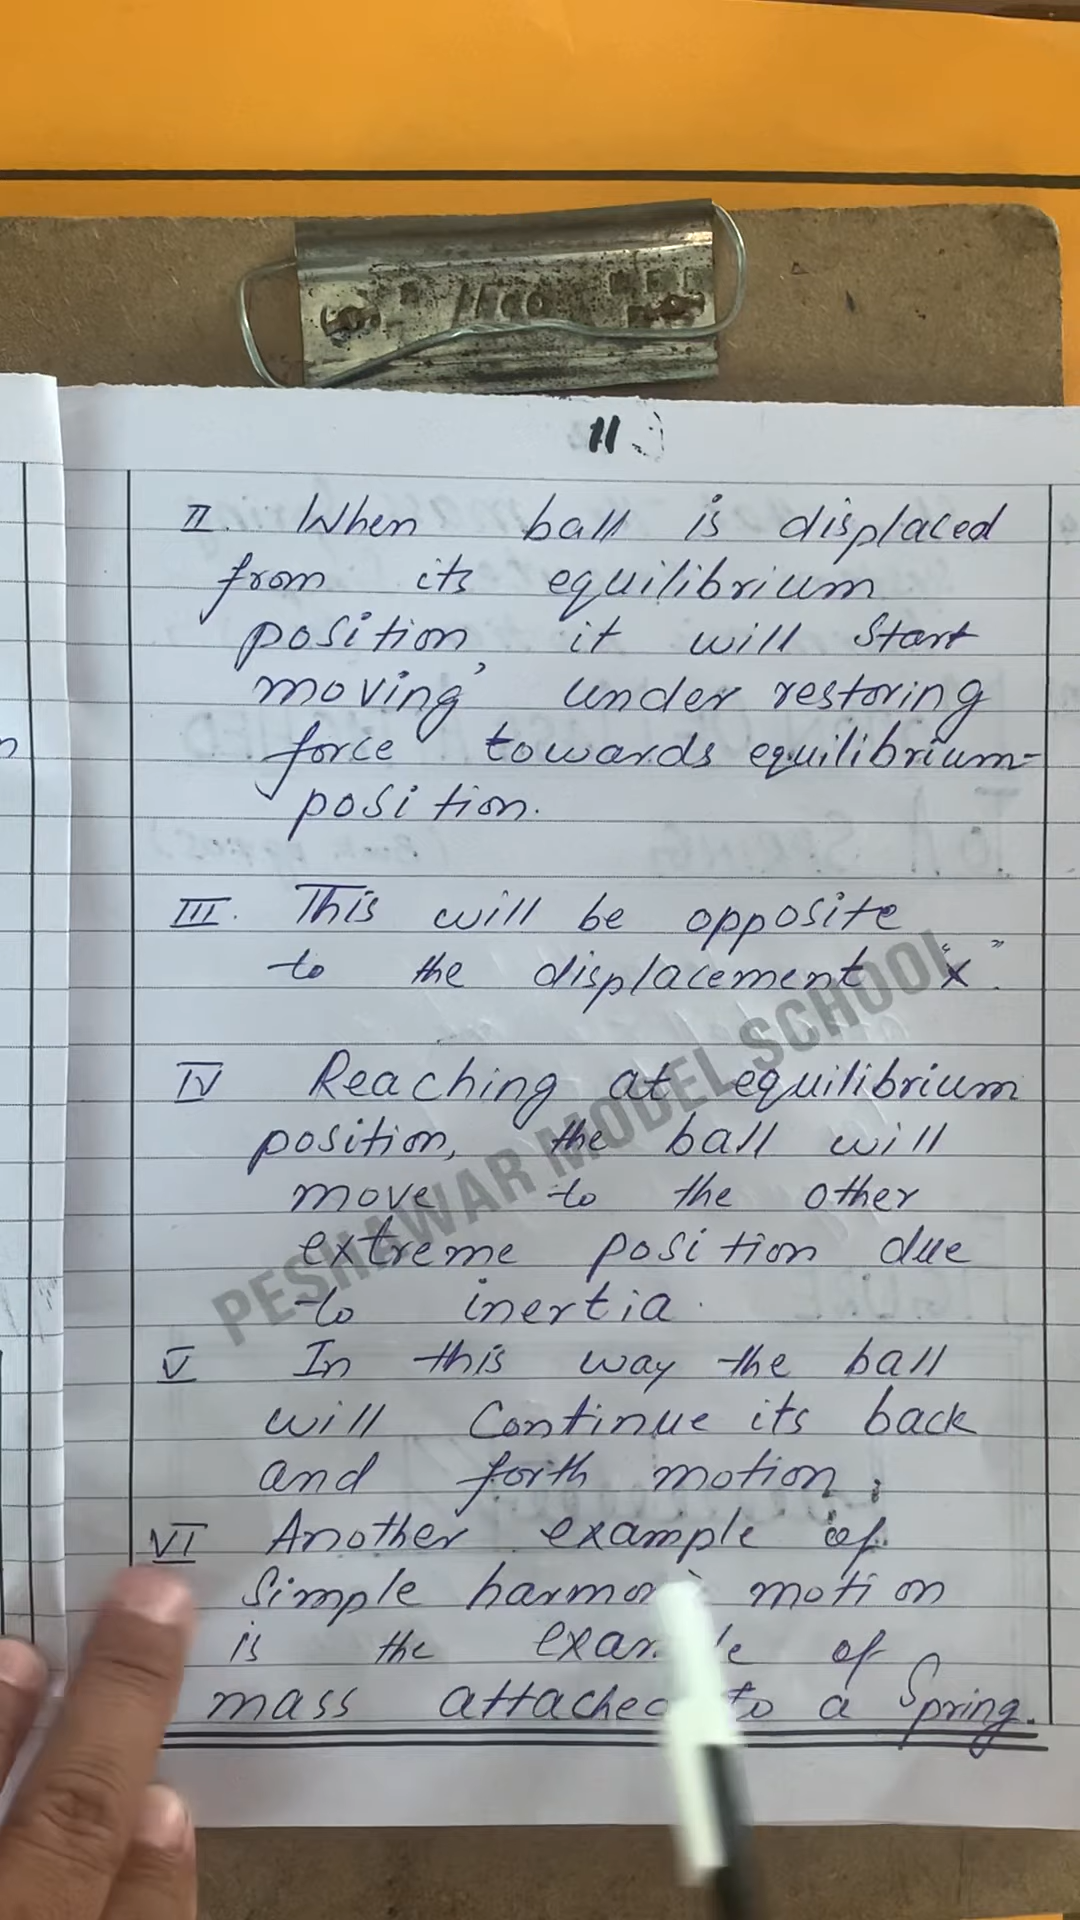 11
II. When ball is displaced
from its equilibrium
position, it will start
moving under restoring
force towards equilibrium-
position.
III. This will be opposite
to the displacement "x".
IV Reaching at equilibrium
position, the ball will
move to the other
extreme position due
to inertia.
V In this way the ball
will Continue its back
and forth motion.
VI Another example of
Simple harmoni motion
is the example of
mass attached to a Spring.
PESHAWAR MODEL SCHOOL